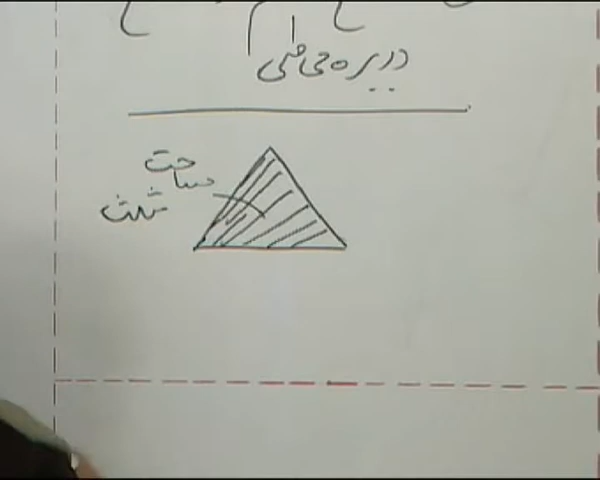 دایره محاطی
مساحت
مثلث